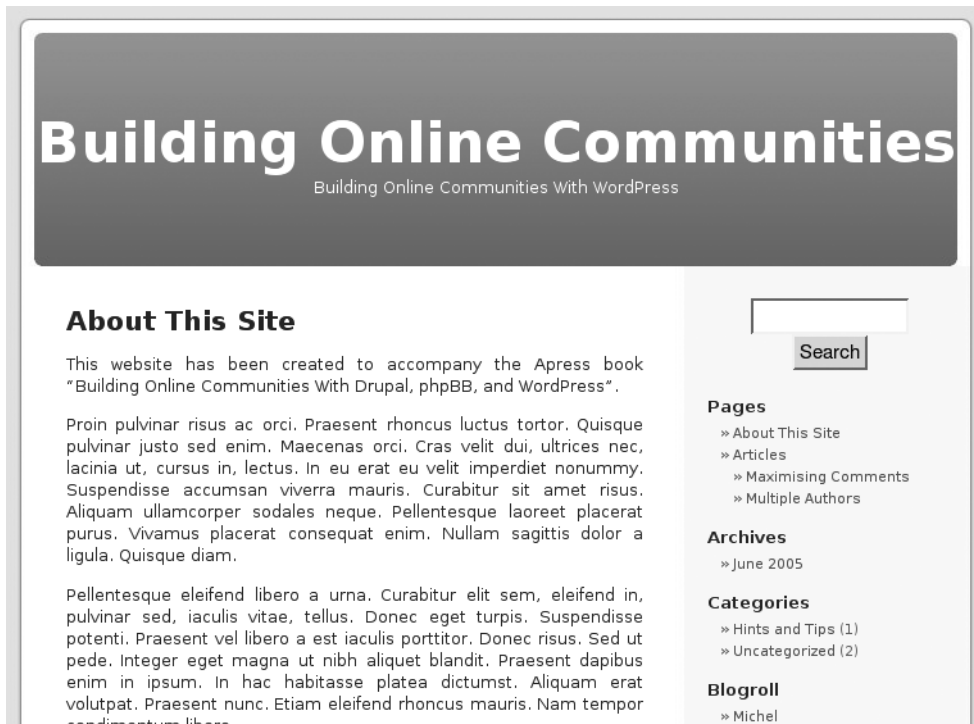 Building Online Communities
Building Online Communities With WordPress
About This Site
This website has been created to accompany the Apress book
“Building Online Communities With Drupal, phpBB, and WordPress”.
Proin pulvinar risus ac orci. Praesent rhoncus luctus tortor. Quisque
pulvinar justo sed enim. Maecenas orci. Cras velit dui, ultrices nec,
lacinia ut, cursus in, lectus. In eu erat eu velit imperdiet nonummy.
Suspendisse accumsan viverra mauris. Curabitur sit amet risus.
Aliquam ullamcorper sodales neque. Pellentesque laoreet placerat
purus. Vivamus placerat consequat enim. Nullam sagittis dolor a
ligula. Quisque diam.
Pellentesque eleifend libero a urna. Curabitur elit sem, eleifend in,
pulvinar sed, iaculis vitae, tellus. Donec eget turpis. Suspendisse
potenti. Praesent vel libero a est iaculis porttitor. Donec risus. Sed ut
pede. Integer eget magna ut nibh aliquet blandit. Praesent dapibus
enim in ipsum. In hac habitasse platea dictumst. Aliquam erat
volutpat. Praesent nunc. Etiam eleifend rhoncus mauris. Nam tempor
condimentum libero.
Search
Pages
» About This Site
» Articles
» Maximising Comments
» Multiple Authors
Archives
» June 2005
Categories
» Hints and Tips (1)
» Uncategorized (2)
Blogroll
» Michel